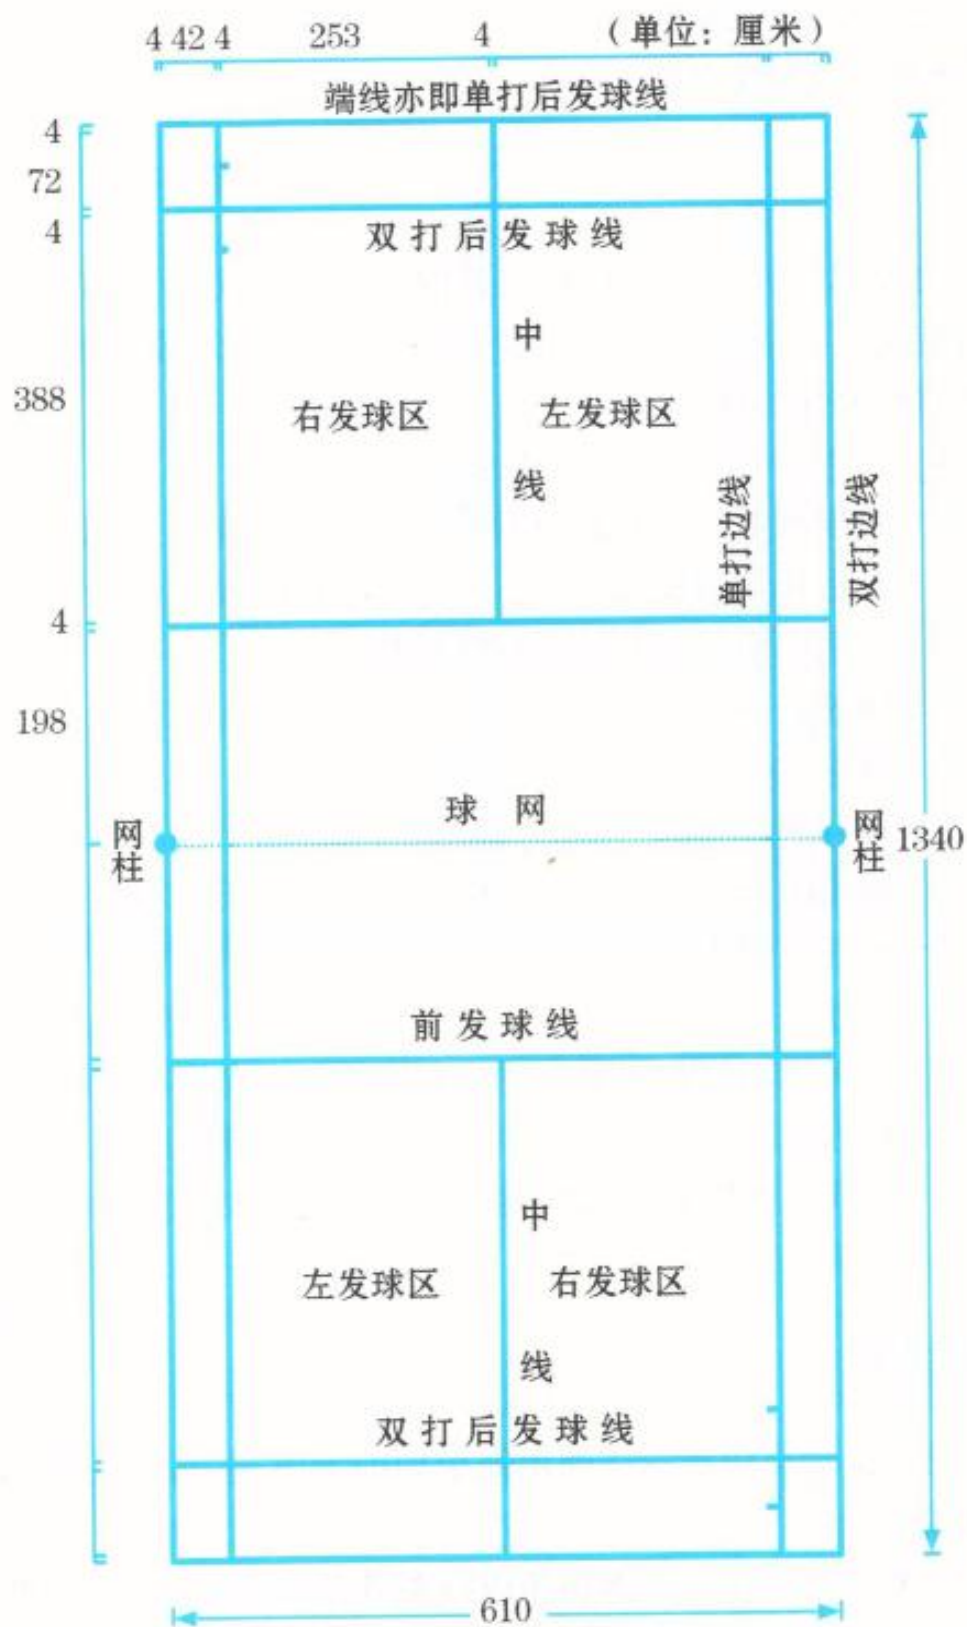 4 42 4 253 4 （单位：厘米）
端线亦即单打后发球线
4
72
4
双打后发球线
中
388
右发球区 左发球区
线
单打边线
双打边线
4
198
球 网
网柱
网柱
1340
前发球线
中
左发球区 右发球区
线
双打后发球线
610